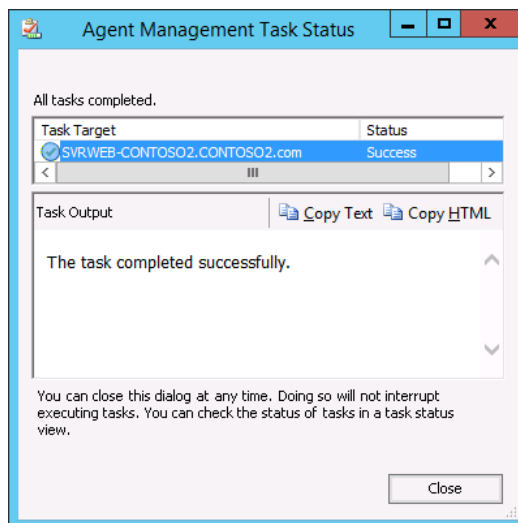 Agent Management Task Status
All tasks completed.
Task Target Status
SVRWEB-CONTOSO2.CONTOSO2.com Success
Task Output Copy Text Copy HTML
The task completed successfully.
You can close this dialog at any time. Doing so will not interrupt
executing tasks. You can check the status of tasks in a task status
view.
Close